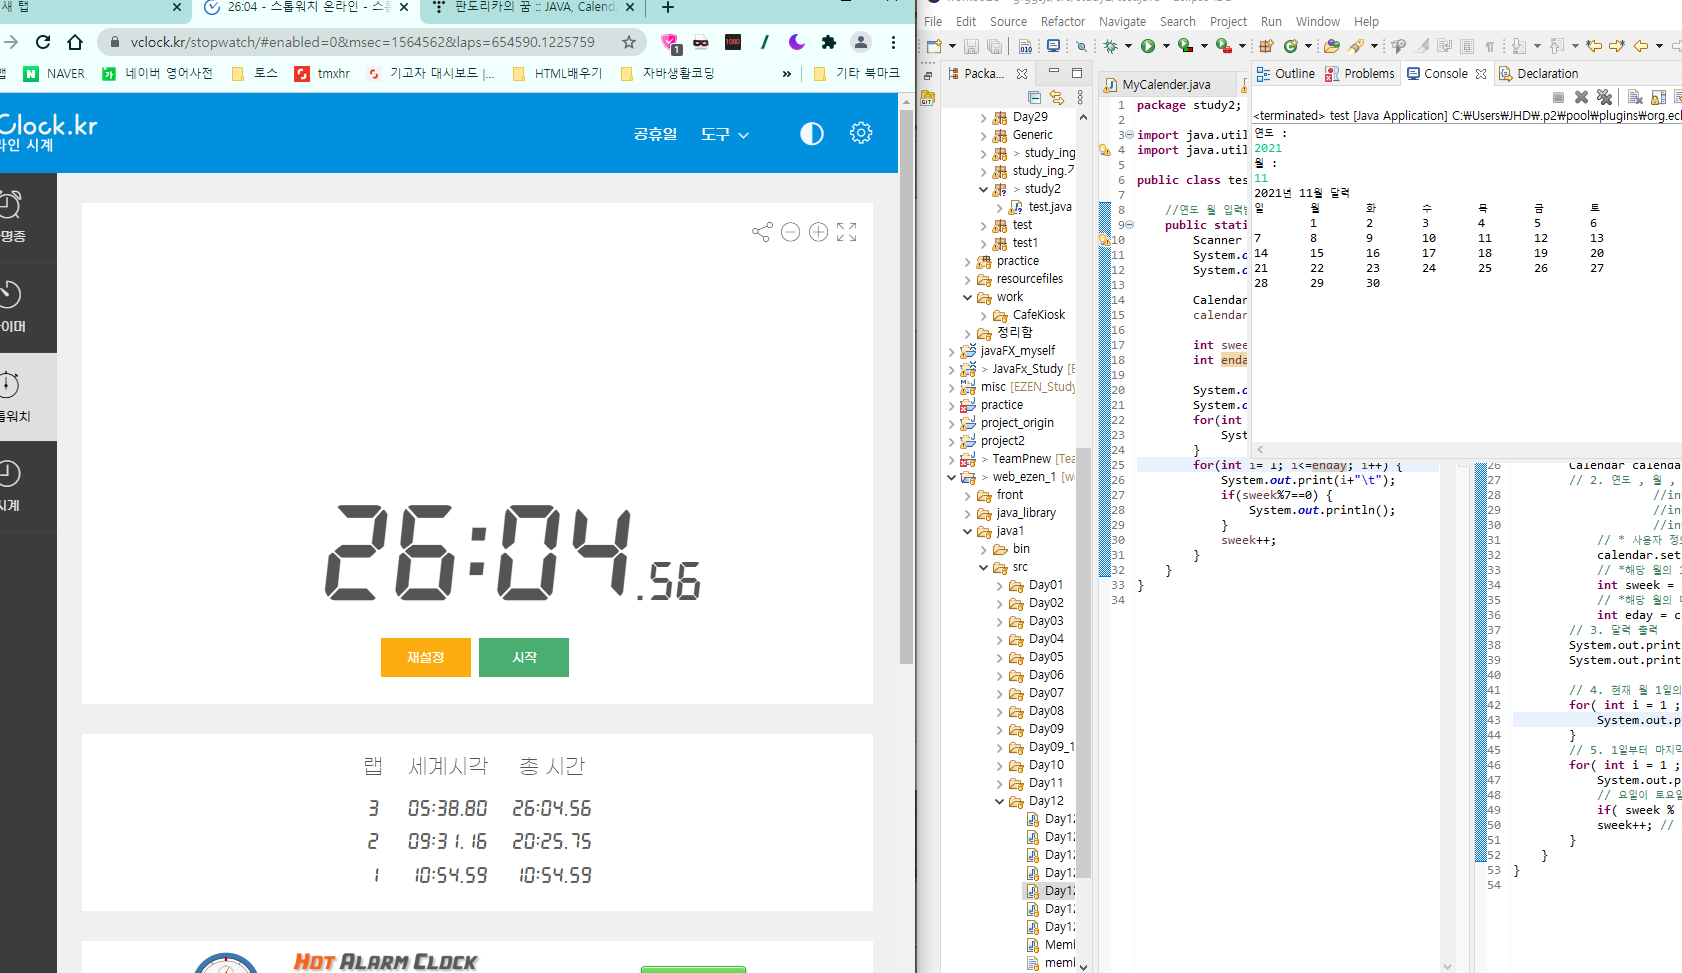 새 탭
26:04 - 스톱워치 온라인 - 스톱
판도리카의 꿈 :: JAVA, Calend
vclock.kr/stopwatch/#enabled=0&msec=1564562&laps=654590.1225759
1
1080
NAVER
네이버 영어사전
토스
tmxhr
기고자 대시보드 |...
HTML배우기
자바생활코딩
»
기타 북마크
Clock.kr
라인 시계
공휴일
도구
26:04.56
재설정
시작
랩 세계시각 총 시간
3 05:38.80 26:04.56
2 09:31.16 20:25.75
1 10:54.59 10:54.59
HOT ALARM CLOCK
File Edit Source Refactor Navigate Search Project Run Window Help
Packa...
Day29
Generic
> study_ing
study_ing.
> study2
test.java
test
test1
practice
resourcefiles
work
CafeKiosk
정리함
javaFX_myself
> JavaFx_Study [E
misc [EZEN_Study
practice
project_origin
project2
> TeamPnew [Tea
> web_ezen_1 [w
front
java_library
java1
bin
src
Day01
Day02
Day03
Day04
Day05
Day06
Day07
Day08
Day09
Day09_1
Day10
Day11
Day12
Day12
Day12
Day12
Day12
Day12
Day12
Day12
Memb
memb
MyCalender.java
1 package study2;
2
3 import java.util
4 import java.util
5
6 public class tes
7
8 //연도 월 입력
9 public stati
10 Scanner
11 System.o
12 System.o
13
14 Calendar
15 calendar
16
17 int swee
18 int enda
19
20 System.o
21 System.o
22 for(int
23 Syst
24 }
25 for(int i= 1; i<=enday; i++) {
26 System.out.print(i+"\t");
27 if(sweek%7==0) {
28 System.out.println();
29 }
30 sweek++;
31 }
32 }
33 }
34
Outline
Problems
Console
Declaration
<terminated> test [Java Application] C:₩Users₩JHD₩.p2₩pool₩plugins₩org.ecl
연도 :
2021
월 :
11
2021년 11월 달력
일 월 화 수 목 금 토
1 2 3 4 5 6
7 8 9 10 11 12 13
14 15 16 17 18 19 20
21 22 23 24 25 26 27
28 29 30
26 Calendar calenda
27 // 2. 연도 , 월 ,
28 //in
29 //in
30 //in
31 // * 사용자 정
32 calendar.set
33 // *해당 월의 1
34 int sweek =
35 // *해당 월의
36 int eday = c
37 // 3. 달력 출력
38 System.out.print
39 System.out.print
40
41 // 4. 현재 월 1일의
42 for( int i = 1 ;
43 System.out.p
44 }
45 // 5. 1일부터 마지막
46 for( int i = 1 ;
47 System.out.p
48 // 요일이 토요일
49 if( sweek %
50 sweek++; //
51 }
52 }
53 }
54